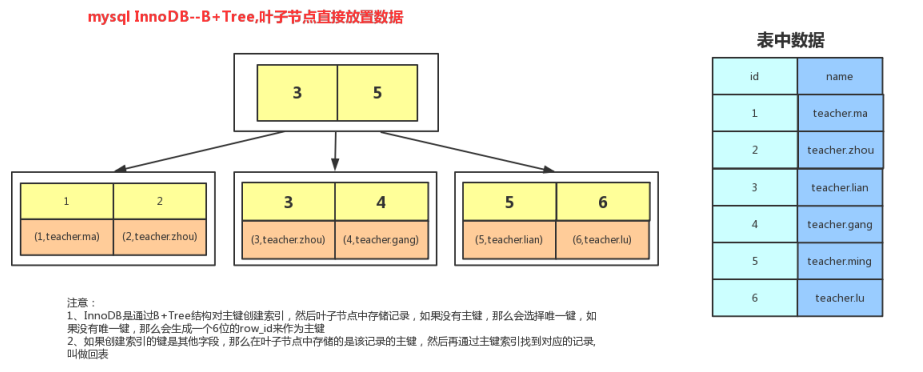 mysql InnoDB--B+Tree,叶子节点直接放置数据
3 5
1 2
(1,teacher.ma) (2,teacher.zhou)
3 4
(3,teacher.zhou) (4,teacher.gang)
5 6
(5,teacher.lian) (6,teacher.lu)
表中数据
id name
1 teacher.ma
2 teacher.zhou
3 teacher.lian
4 teacher.gang
5 teacher.ming
6 teacher.lu
注意：
1、InnoDB是通过B+Tree结构对主键创建索引，然后叶子节点中存储记录，如果没有主键，那么会选择唯一键，如
果没有唯一键，那么会生成一个6位的row_id来作为主键
2、如果创建索引的键是其他字段，那么在叶子节点中存储的是该记录的主键，然后再通过主键索引找到对应的记录,
叫做回表